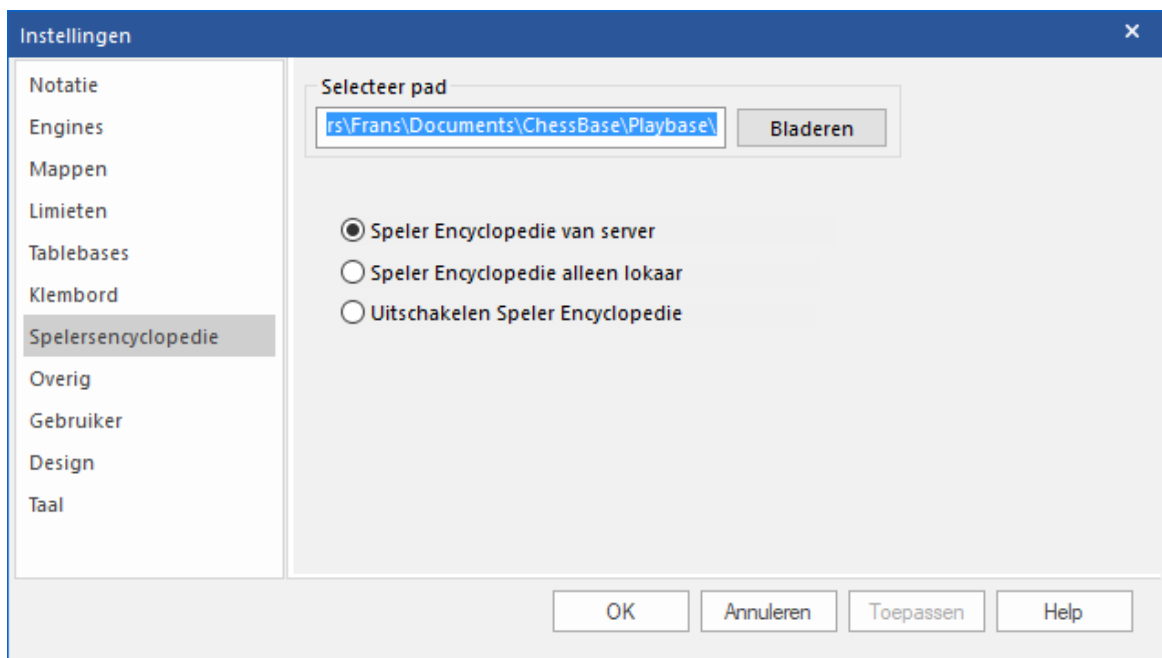 Instellingen
Notatie
Engines
Mappen
Limieten
Tablebases
Klembord
Spelersencyclopedie
Overig
Gebruiker
Design
Taal
Selecteer pad
rs\Frans\Documents\ChessBase\Playbase\
Bladeren
Speler Encyclopedie van server
Speler Encyclopedie alleen lokaar
Uitschakelen Speler Encyclopedie
OK Annuleren Toepassen Help